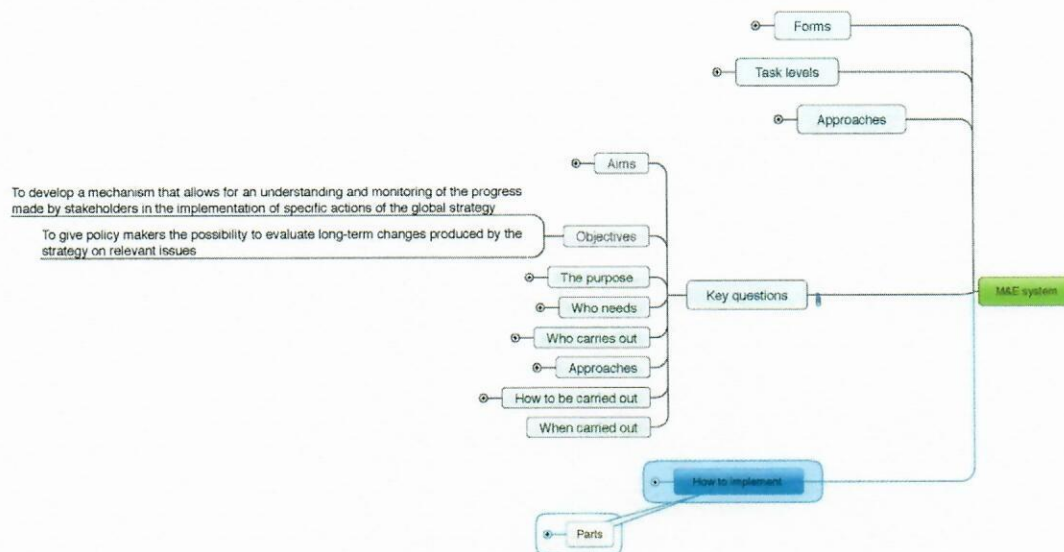 Forms
Task levels
Approaches
Aims
To develop a mechanism that allows for an understanding and monitoring of the progress
made by stakeholders in the implementation of specific actions of the global strategy
Objectives
To give policy makers the possibility to evaluate long-term changes produced by the
strategy on relevant issues
The purpose
Key questions
M&E system
Who needs
Who carries out
Approaches
How to be carried out
When carried out
How to implement
Parts